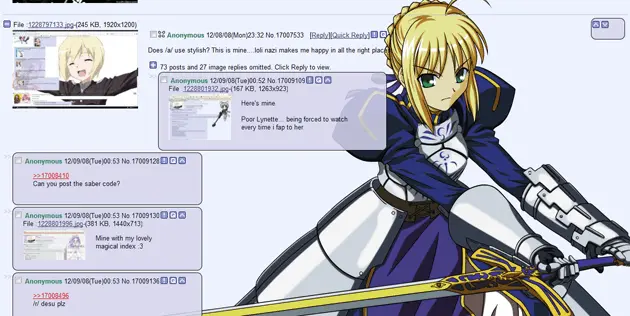 File :1228797133.jpg-(245 KB, 1920x1200)
Anonymous 12/08/08(Mon)23:32 No.17007533 [Reply][Quick Reply]
Does /a/ use stylish? This is mine....loli nazi makes me happy in all the right plac
73 posts and 27 image replies omitted. Click Reply to view.
Anonymous 12/09/08(Tue)00:52 No.17009109
File :1228801932.jpg-(167 KB, 1263x923)
Here's mine
Poor Lynette... being forced to watch
every time i fap to her
Anonymous 12/09/08(Tue)00:53 No.17009128
>>17008410
Can you post the saber code?
Anonymous 12/09/08(Tue)00:53 No.17009130
File :1228801996.jpg-(381 KB, 1440x713)
Mine with my lovely
magical index :3
Anonymous 12/09/08(Tue)00:53 No.17009136
>>17008496
/r/ desu plz